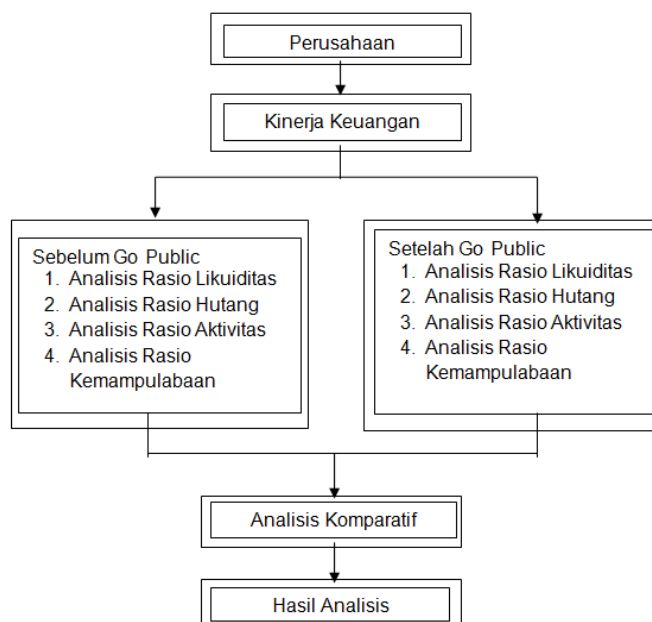 Perusahaan
Kinerja Keuangan
Sebelum Go Public
1. Analisis Rasio Likuiditas
2. Analisis Rasio Hutang
3. Analisis Rasio Aktivitas
4. Analisis Rasio
Kemampulabaan
Setelah Go Public
1. Analisis Rasio Likuiditas
2. Analisis Rasio Hutang
3. Analisis Rasio Aktivitas
4. Analisis Rasio
Kemampulabaan
Analisis Komparatif
Hasil Analisis